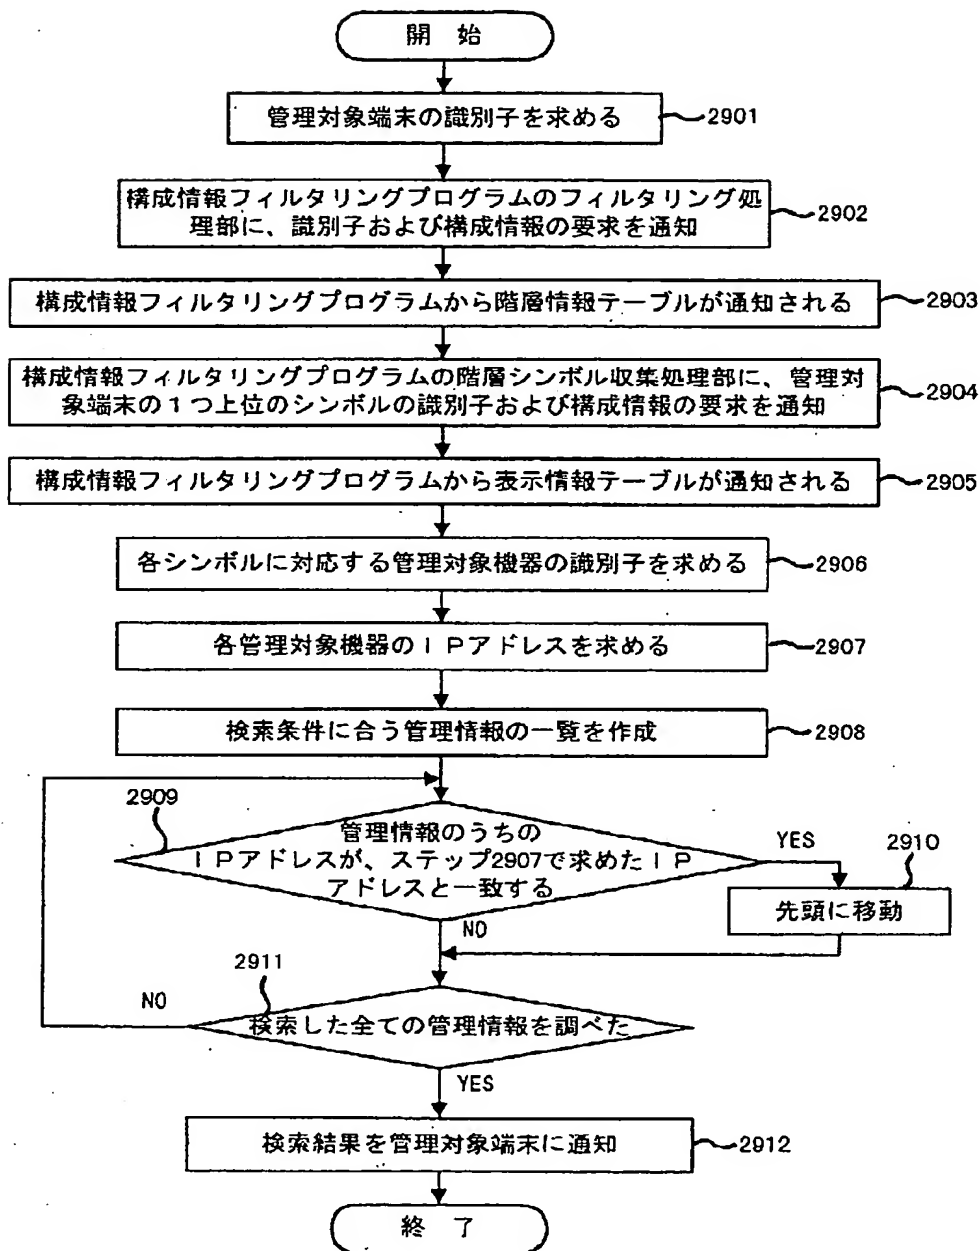 開 始
管理対象端末の識別子を求める
2901
構成情報フィルタリングプログラムのフィルタリング処
理部に、識別子および構成情報の要求を通知
2902
構成情報フィルタリングプログラムから階層情報テーブルが通知される
2903
構成情報フィルタリングプログラムの階層シンボル収集処理部に、管理対
象端末の1つ上位のシンボルの識別子および構成情報の要求を通知
2904
構成情報フィルタリングプログラムから表示情報テーブルが通知される
2905
各シンボルに対応する管理対象機器の識別子を求める
2906
各管理対象機器のIPアドレスを求める
2907
検索条件に合う管理情報の一覧を作成
2908
2909
管理情報のうちの
IPアドレスが、ステップ2907で求めたIP
アドレスと一致する
YES
2910
先頭に移動
NO
2911
NO
検索した全ての管理情報を調べた
YES
検索結果を管理対象端末に通知
2912
終 了